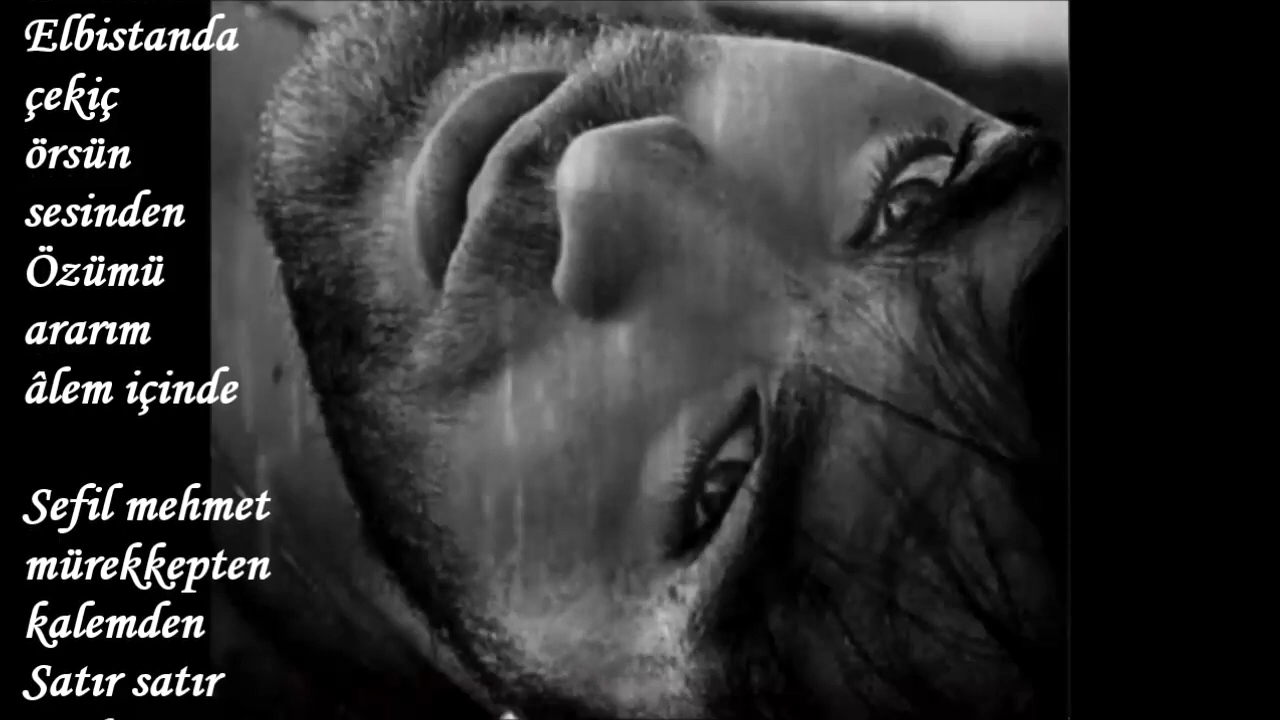 Elbistanda
çekiç
örsün
sesinden
Özümü
ararım
âlem içinde
Sefil mehmet
mürekkepten
kalemden
Satır satır